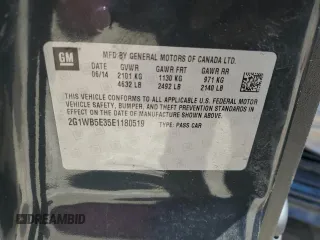 GM
MFD BY GENERAL MOTORS OF CANADA LTD.
DATE GVWR GAWR FRT GAWR RR
06/14 2101 KG 1130 KG 971 KG
4632 LB 2492 LB 2140 LB
THIS VEHICLE CONFORMS TO ALL APPLICABLE U.S. FEDERAL MOTOR
VEHICLE SAFETY, BUMPER, AND THEFT PREVENTION STANDARDS
IN EFFECT ON THE DATE OF MANUFACTURE SHOWN ABOVE.
2G1WB5E35E1180519 TYPE: PASS CAR
DREAMBID